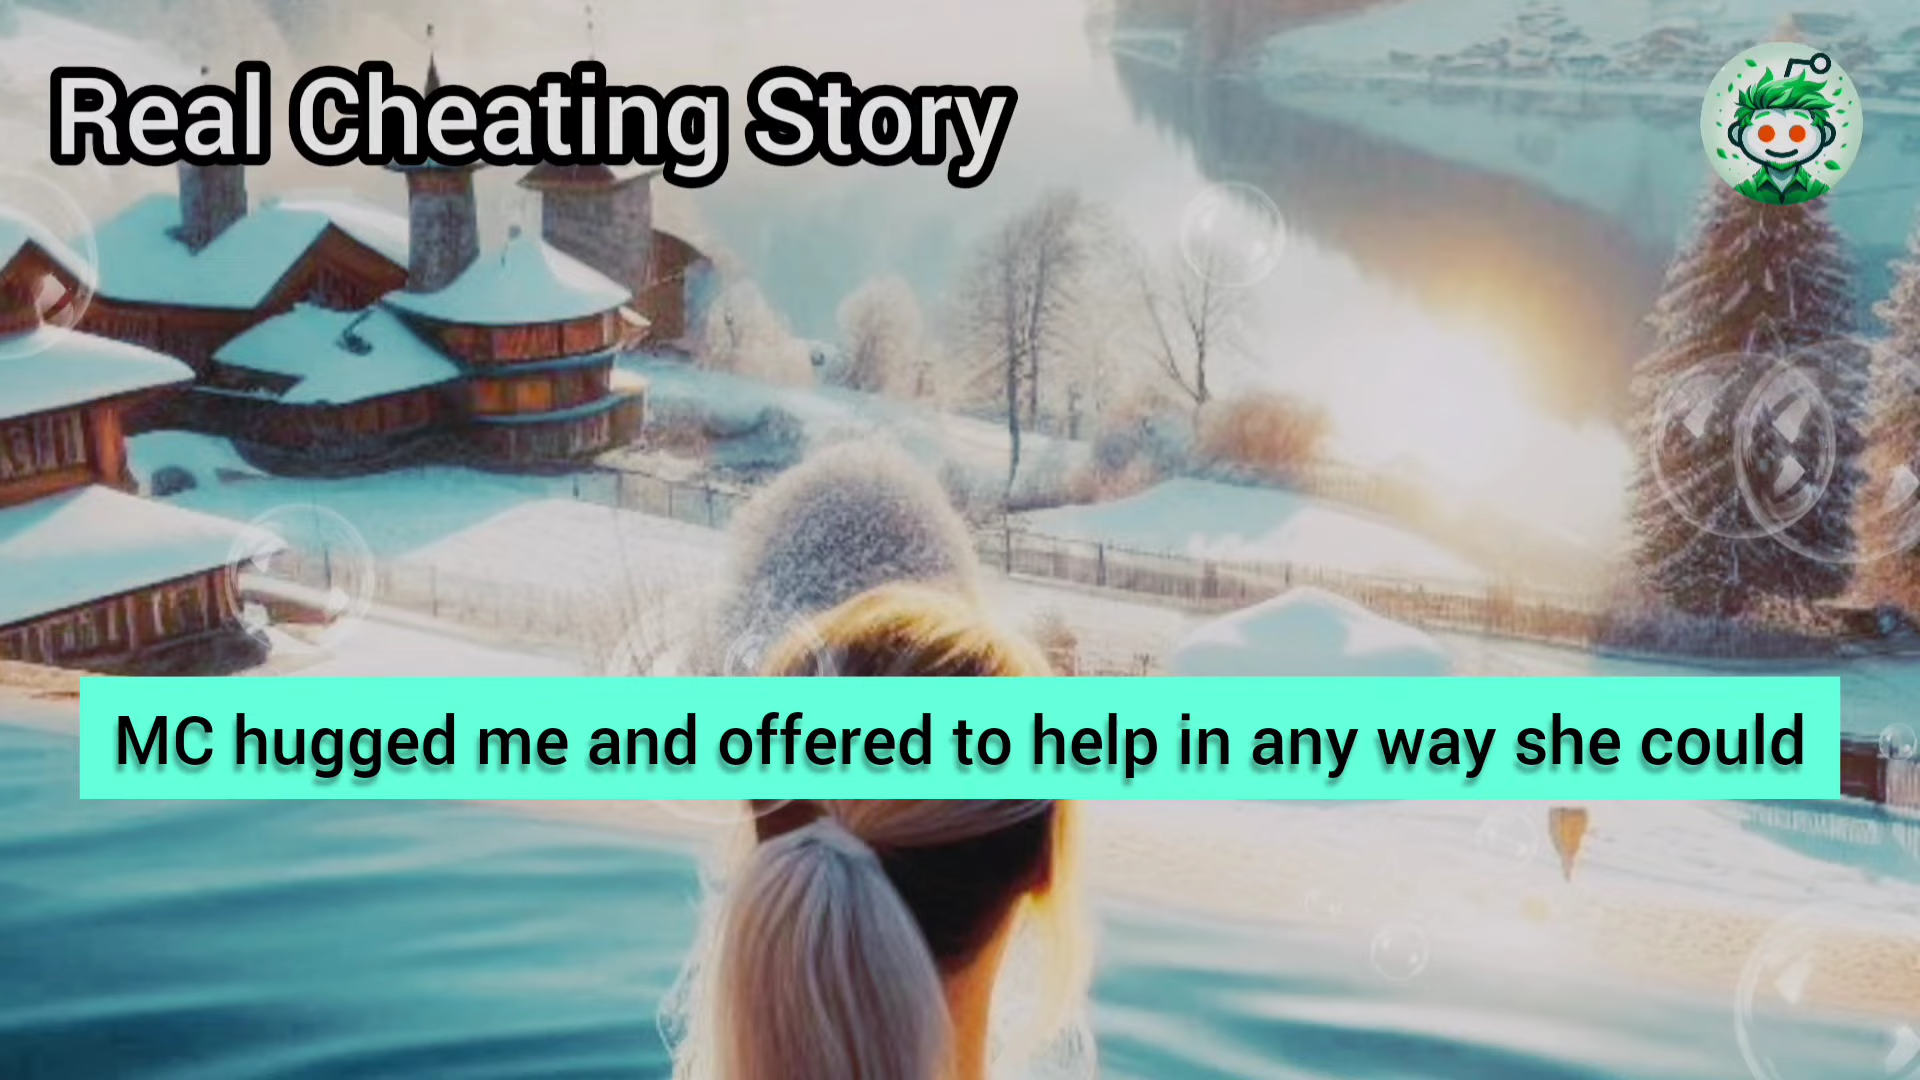 Real Cheating Story
MC hugged me and offered to help in any way she could